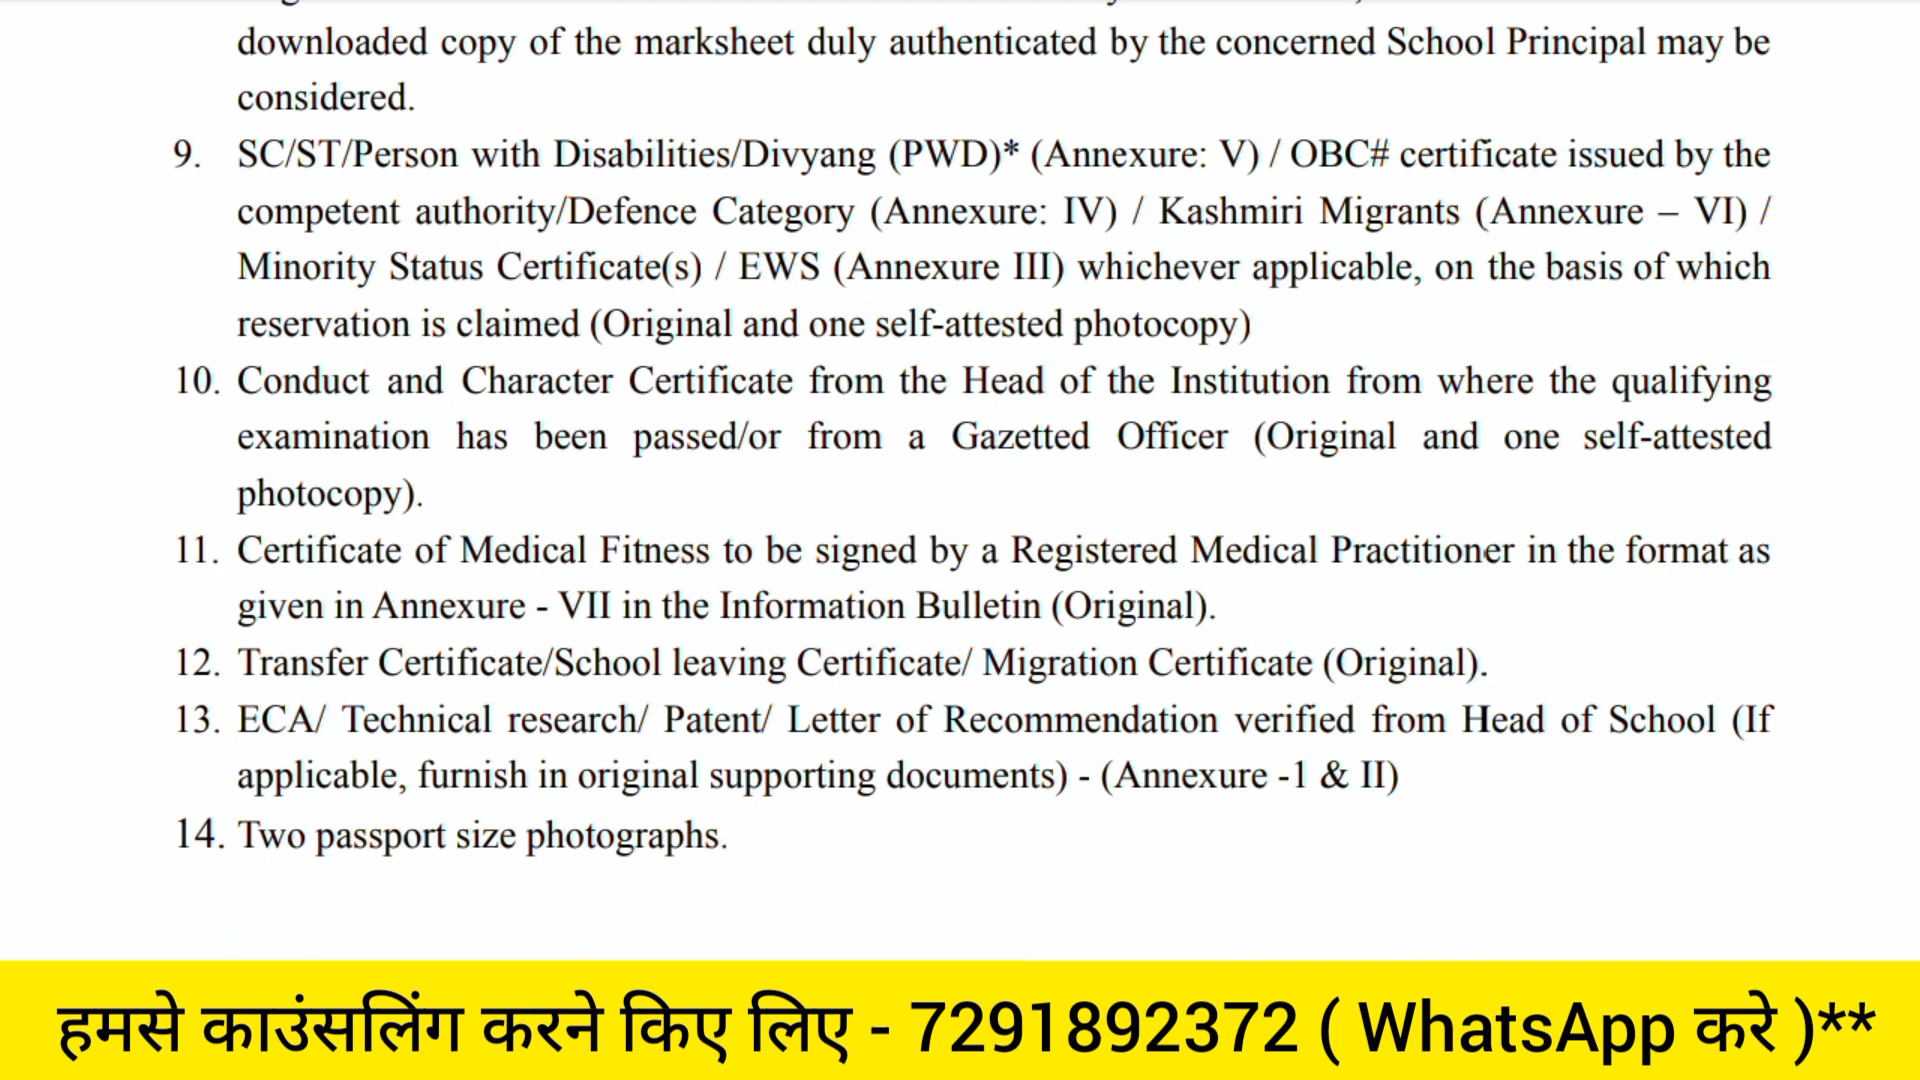 downloaded copy of the marksheet duly authenticated by the concerned School Principal may be
considered.
9. SC/ST/Person with Disabilities/Divyang (PWD)* (Annexure: V) / OBC# certificate issued by the
competent authority/Defence Category (Annexure: IV) / Kashmiri Migrants (Annexure – VI) /
Minority Status Certificate(s) / EWS (Annexure III) whichever applicable, on the basis of which
reservation is claimed (Original and one self-attested photocopy)
10. Conduct and Character Certificate from the Head of the Institution from where the qualifying
examination has been passed/or from a Gazetted Officer (Original and one self-attested
photocopy).
11. Certificate of Medical Fitness to be signed by a Registered Medical Practitioner in the format as
given in Annexure - VII in the Information Bulletin (Original).
12. Transfer Certificate/School leaving Certificate/ Migration Certificate (Original).
13. ECA/ Technical research/ Patent/ Letter of Recommendation verified from Head of School (If
applicable, furnish in original supporting documents) - (Annexure -1 & II)
14. Two passport size photographs.
हमसे काउंसलिंग करने किए लिए - 7291892372 ( WhatsApp करे )**